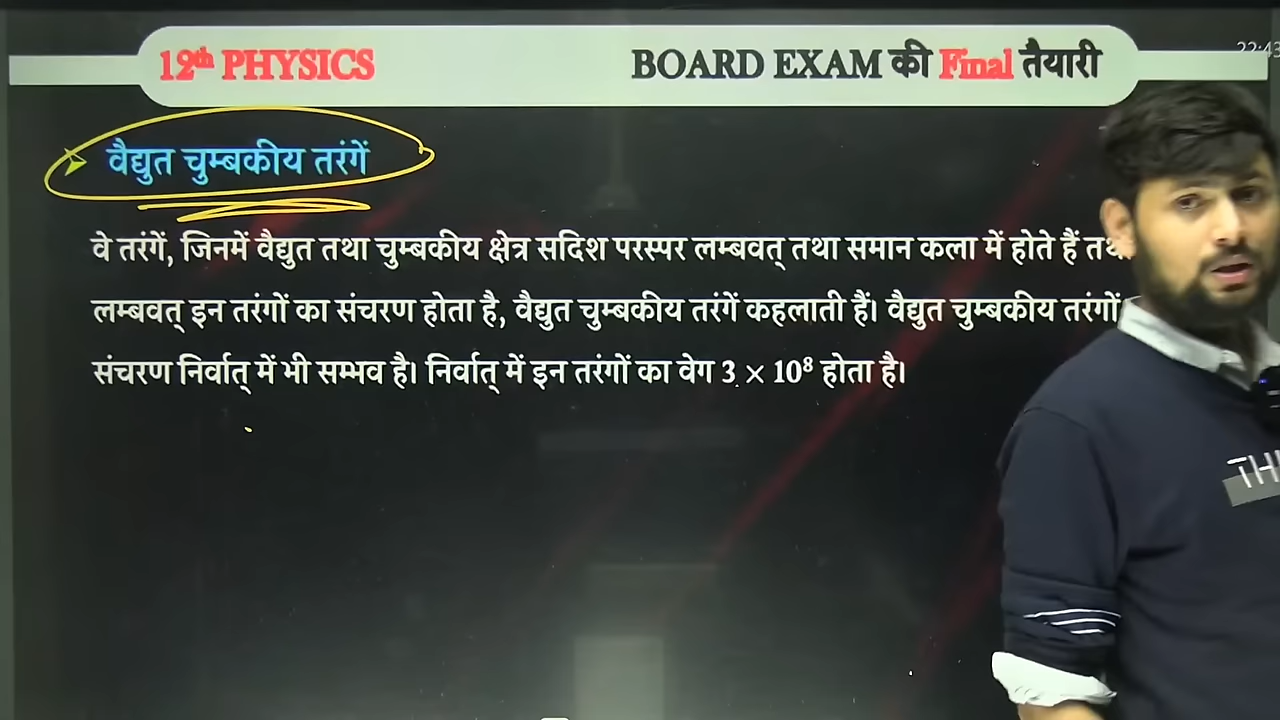 12th PHYSICS
BOARD EXAM की Final तैयारी
22:43
वैद्युत चुम्बकीय तरंगें
वे तरंगें, जिनमें वैद्युत तथा चुम्बकीय क्षेत्र सदिश परस्पर लम्बवत् तथा समान कला में होते हैं
लम्बवत् इन तरंगों का संचरण होता है, वैद्युत चुम्बकीय तरंगें कहलाती हैं। वैद्युत चुम्बकीय तरंगों
संचरण निर्वात् में भी सम्भव है। निर्वात् में इन तरंगों का वेग 3 × 10⁸ होता है।